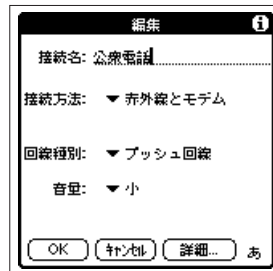 編集
接続名: 公衆電話
接続方法: ▼ 赤外線とモデム
回線種別: ▼ プッシュ回線
音量: ▼ 小
OK キャンセル 詳細... あ